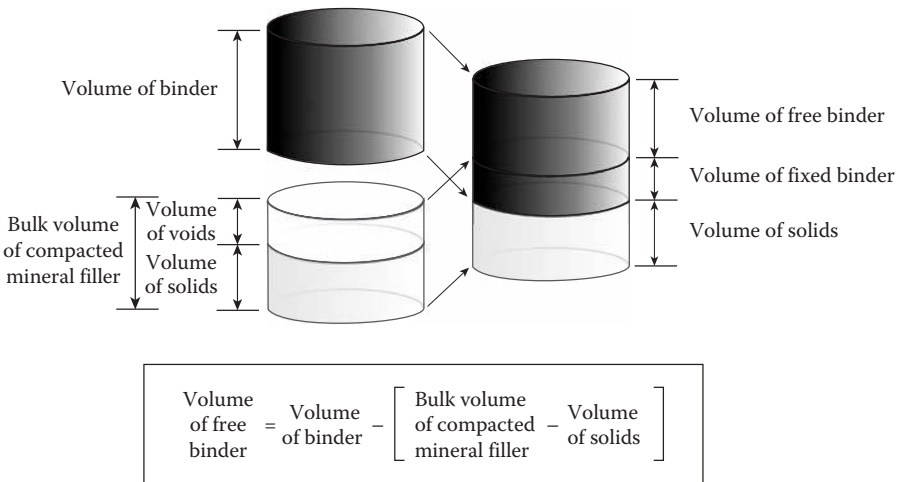 Volume of binder
Bulk volume
of compacted
mineral filler
Volume
of voids
Volume
of solids
Volume of free binder
Volume of fixed binder
Volume of solids
Volume
of free
binder
=
Volume
of binder
–
[
Bulk volume
of compacted
mineral filler
–
Volume
of solids
]